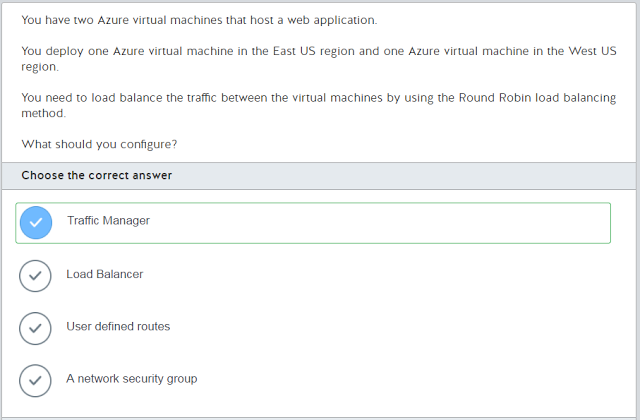 You have two Azure virtual machines that host a web application.
You deploy one Azure virtual machine in the East US region and one Azure virtual machine in the West US
region.
You need to load balance the traffic between the virtual machines by using the Round Robin load balancing
method.
What should you configure?
Choose the correct answer
Traffic Manager
Load Balancer
User defined routes
A network security group